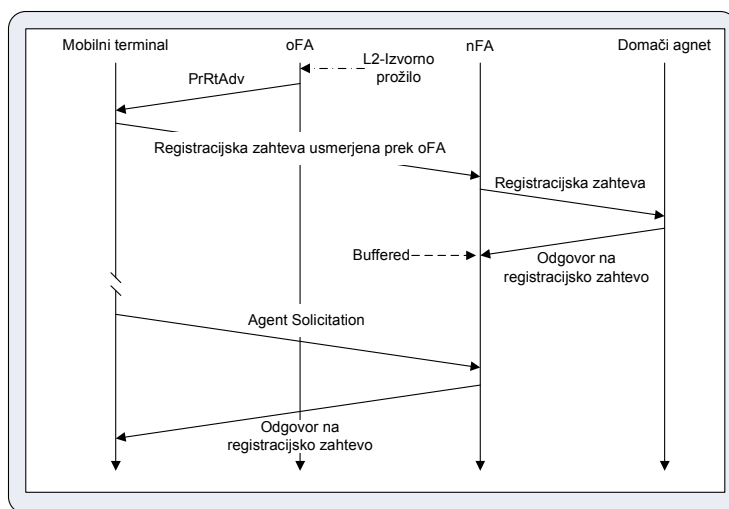 Mobilni terminal
oFA
nFA
Domači agnet
L2-Izvorno
prožilo
PrRtAdv
Registracijska zahteva usmerjena prek oFA
Registracijska zahteva
Buffered
Odgovor na
registracijsko zahtevo
Agent Solicitation
Odgovor na
registracijsko zahtevo